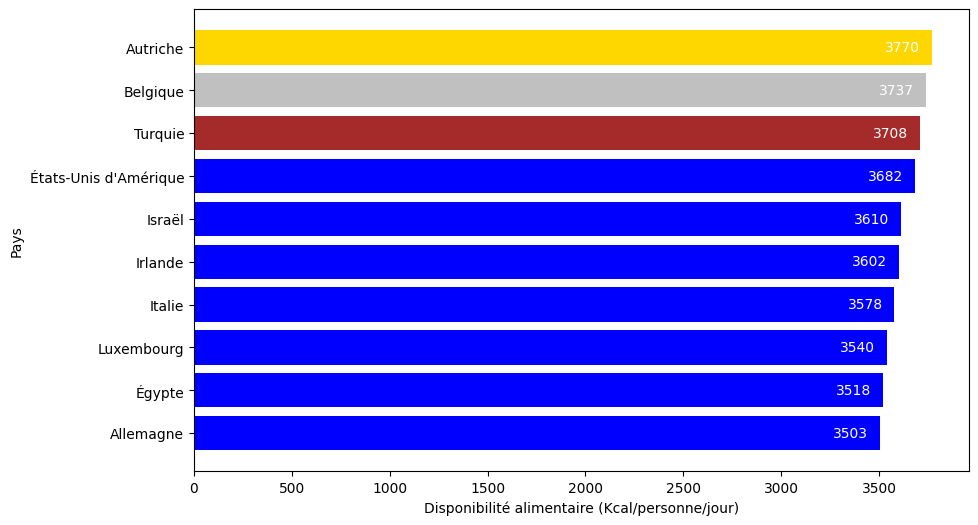 Pays
Autriche 3770
Belgique 3737
Turquie 3708
États-Unis d'Amérique 3682
Israël 3610
Irlande 3602
Italie 3578
Luxembourg 3540
Égypte 3518
Allemagne 3503
0 500 1000 1500 2000 2500 3000 3500
Disponibilité alimentaire (Kcal/personne/jour)